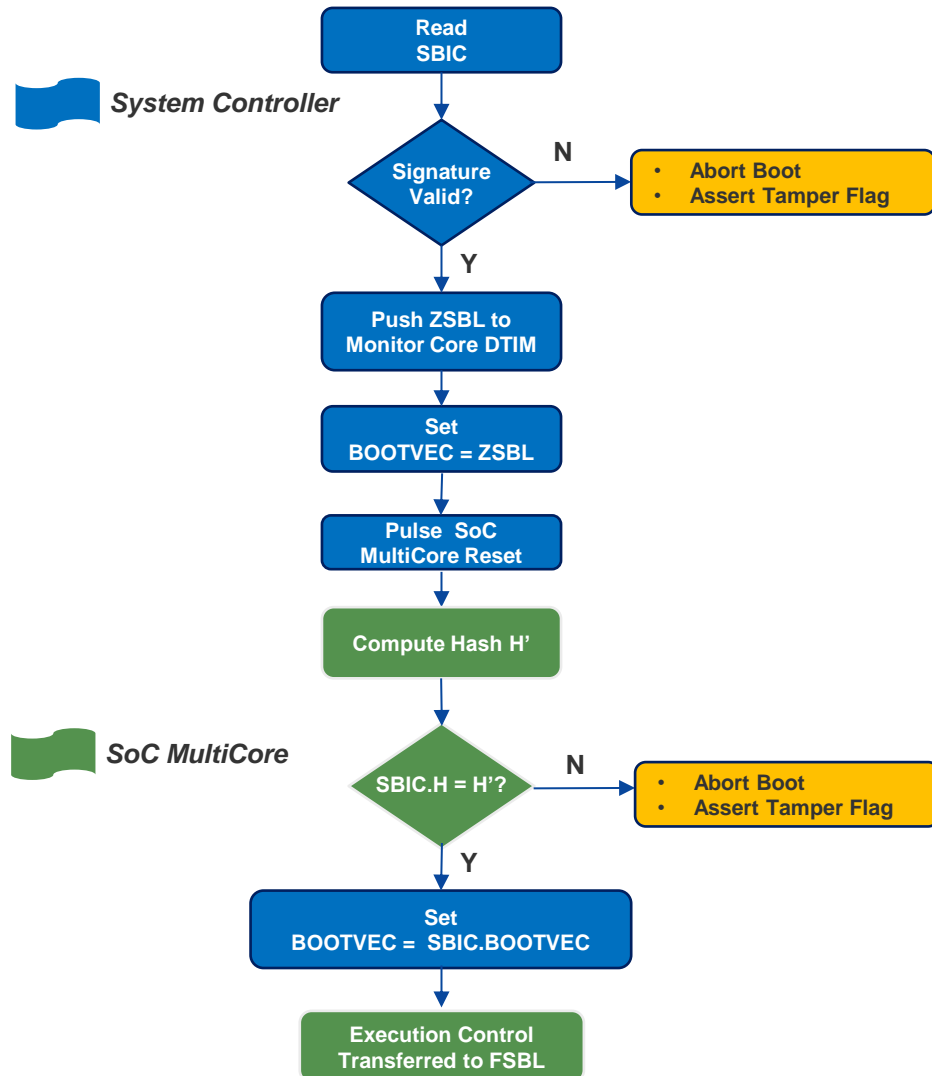 Read
SBIC
System Controller
Signature
Valid?
N
• Abort Boot
• Assert Tamper Flag
Y
Push ZSBL to
Monitor Core DTIM
Set
BOOTVEC = ZSBL
Pulse SoC
MultiCore Reset
Compute Hash H’
SoC MultiCore
SBIC.H = H’?
N
• Abort Boot
• Assert Tamper Flag
Y
Set
BOOTVEC = SBIC.BOOTVEC
Execution Control
Transferred to FSBL